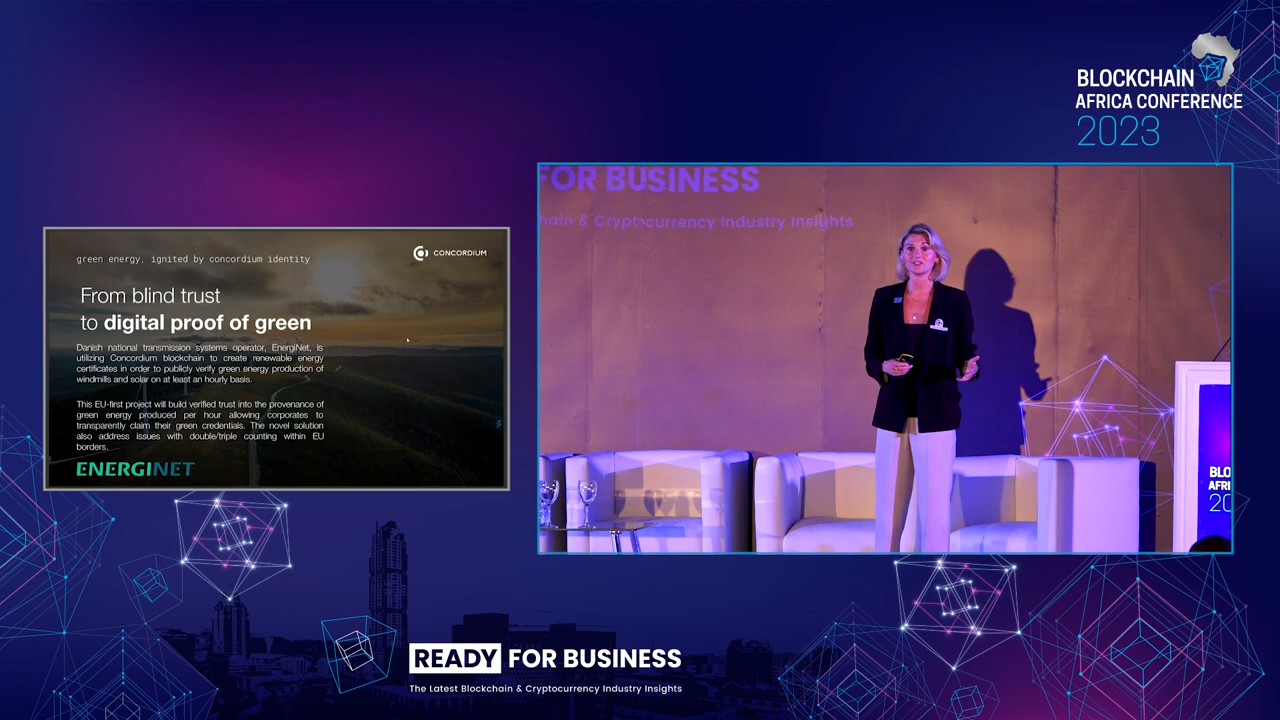 BLOCKCHAIN
AFRICA CONFERENCE
2023
green energy, ignited by concordium identity
CONCORDIUM
From blind trust
to digital proof of green
Danish national transmission systems operator, EnergiNet, is
utilizing Concordium blockchain to create renewable energy
certificates in order to publicly verify green energy production of
windmills and solar on at least an hourly basis.
This EU-first project will build verified trust into the provenance of
green energy produced per hour allowing corporates to
transparently claim their green credentials. The novel solution
also address issues with double/triple counting within EU
borders.
ENERGINET
FOR BUSINESS
hain & Cryptocurrency Industry Insights
BLO
AFRI
20
READY FOR BUSINESS
The Latest Blockchain & Cryptocurrency Industry Insights